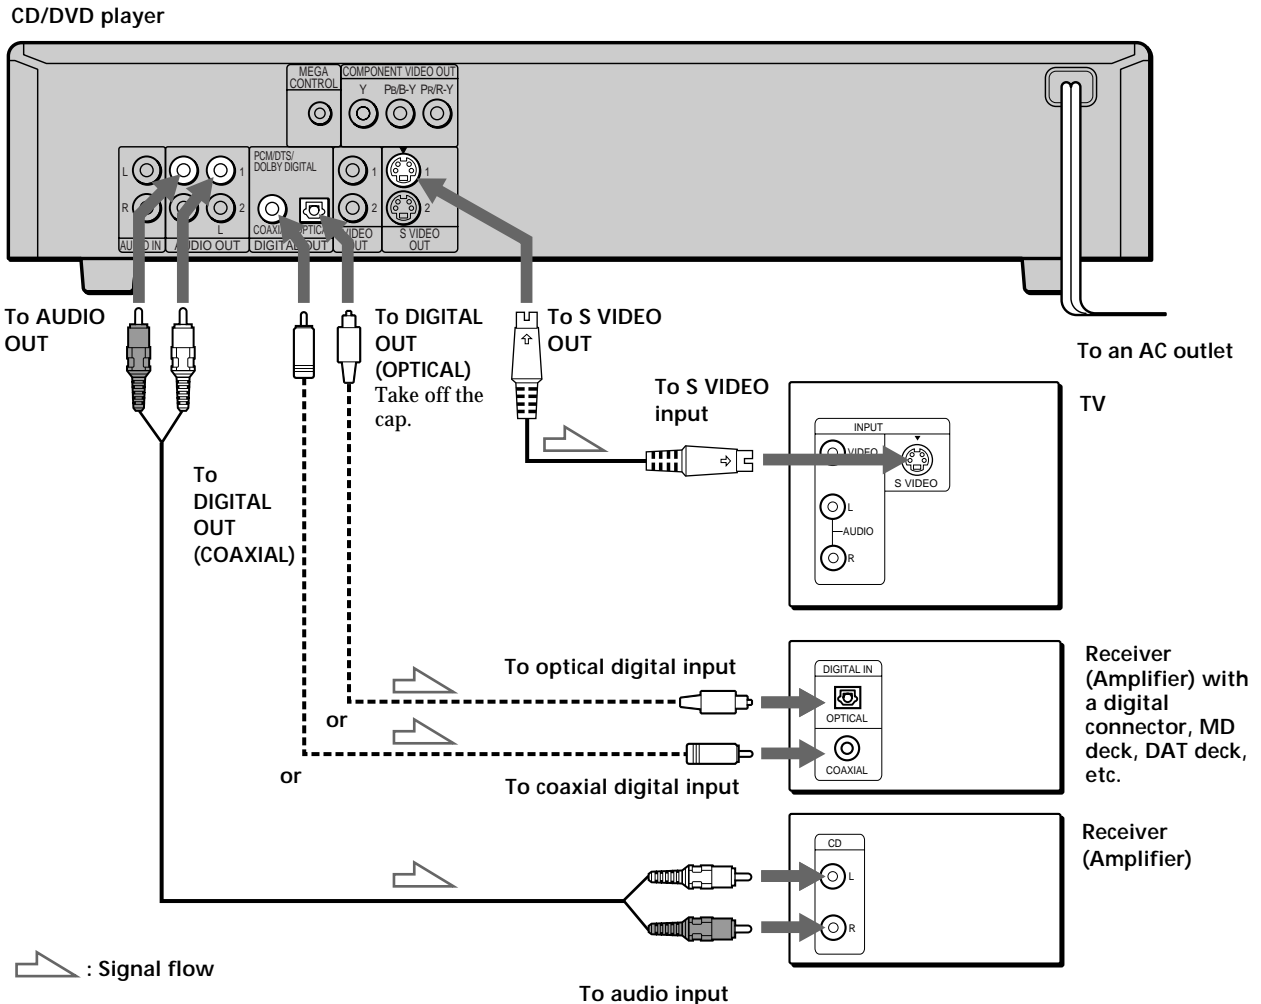 CD/DVD player
MEGA
CONTROL
COMPONENT VIDEO OUT
Y
PB/B-Y
PR/R-Y
PCM/DTS/
DOLBY DIGITAL
L
1
1
1
R
2
2
2
L
COAXIAL
OPTICAL
AUDIO IN
AUDIO OUT
DIGITAL OUT
VIDEO
OUT
S VIDEO
OUT
To AUDIO
OUT
To DIGITAL
OUT
(OPTICAL)
Take off the
cap.
To S VIDEO
OUT
To an AC outlet
To S VIDEO
input
TV
INPUT
VIDEO
S VIDEO
L
AUDIO
R
To
DIGITAL
OUT
(COAXIAL)
To optical digital input
or
or
To coaxial digital input
DIGITAL IN
OPTICAL
COAXIAL
Receiver
(Amplifier) with
a digital
connector, MD
deck, DAT deck,
etc.
CD
L
R
Receiver
(Amplifier)
: Signal flow
To audio input